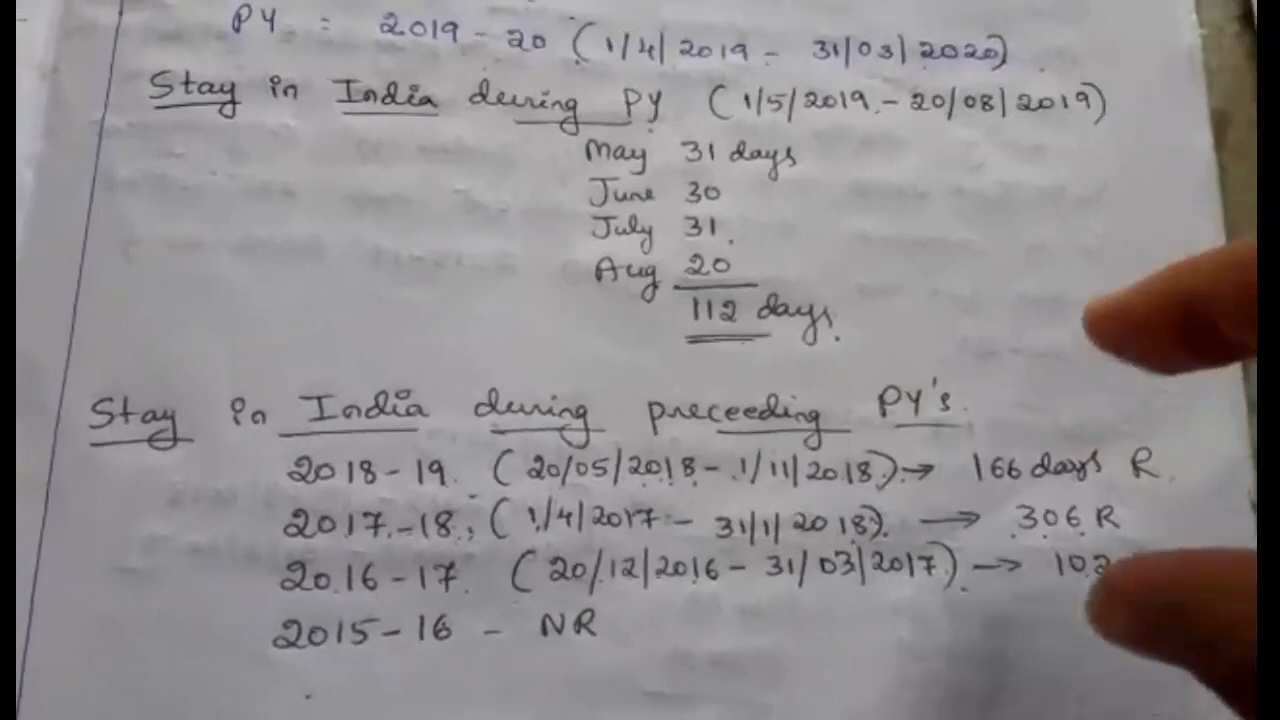 PY = 2019-20 (1/4/2019 - 31/03/2020)
Stay in India during PY (1/5/2019 - 20/08/2019)
May 31 days
June 30
July 31
Aug 20
112 days.
Stay in India during preceeding PY's.
2018-19. (20/05/2018 - 1/11/2018) → 166 days R
2017-18, (1/4/2017 - 31/1/2018). → 306 R
2016-17. (20/12/2016 - 31/03/2017) → 102
2015-16 - NR